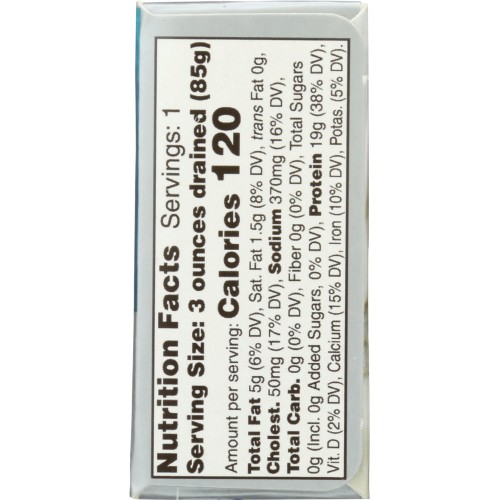 Nutrition Facts Servings: 1
Serving Size: 3 ounces drained (85g)
Amount per serving: Calories 120
Total Fat 5g (6% DV), Sat. Fat 1.5g (8% DV), trans Fat 0g,
Cholest. 50mg (17% DV), Sodium 370mg (16% DV),
Total Carb. 0g (0% DV), Fiber 0g (0% DV), Total Sugars
0g (Incl. 0g Added Sugars, 0% DV), Protein 19g (38% DV),
Vit. D (2% DV), Calcium (15% DV), Iron (10% DV), Potas. (5% DV).